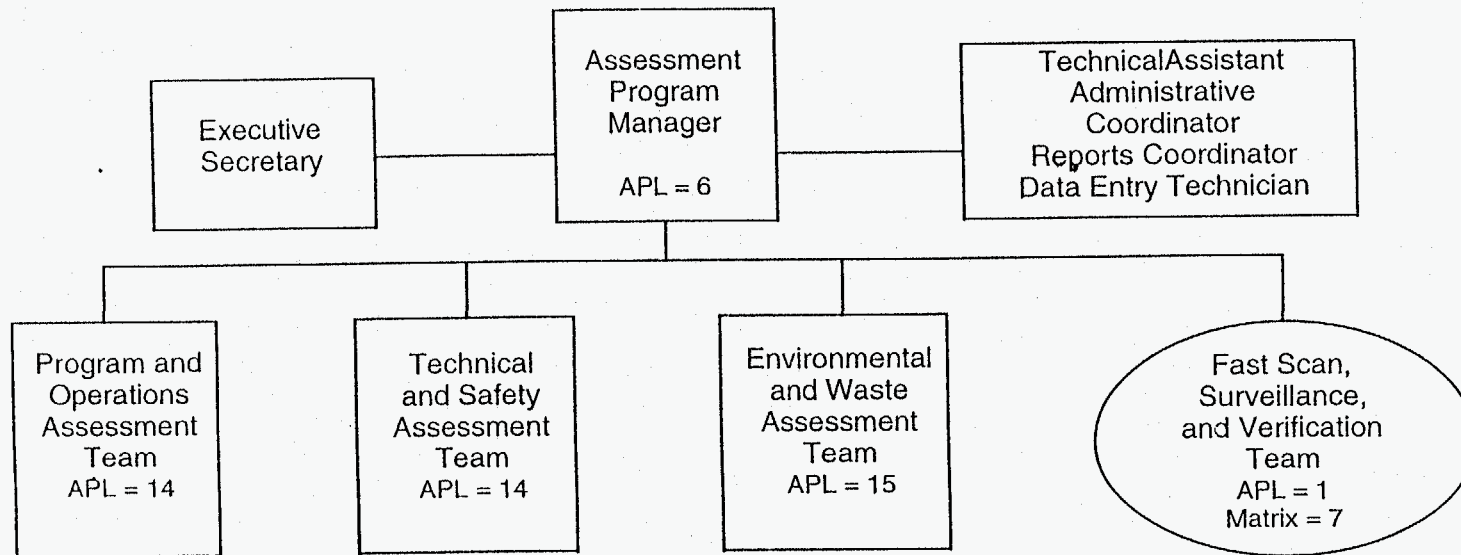 Executive
Secretary
Assessment
Program
Manager
APL = 6
TechnicalAssistant
Administrative
Coordinator
Reports Coordinator
Data Entry Technician
Program and
Operations
Assessment
Team
APL = 14
Technical
and Safety
Assessment
Team
APL = 14
Environmental
and Waste
Assessment
Team
APL = 15
Fast Scan,
Surveillance,
and Verification
Team
APL = 1
Matrix = 7